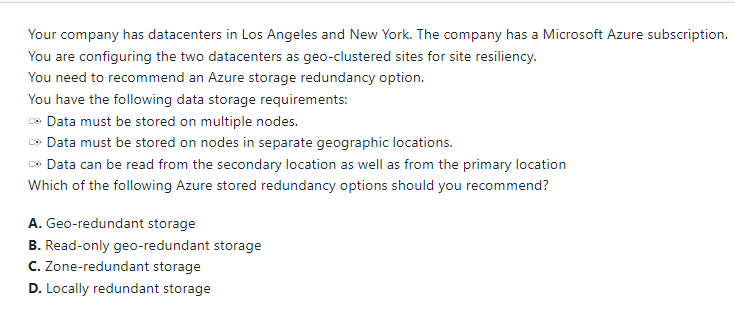 Your company has datacenters in Los Angeles and New York. The company has a Microsoft Azure subscription.
You are configuring the two datacenters as geo-clustered sites for site resiliency.
You need to recommend an Azure storage redundancy option.
You have the following data storage requirements:
Data must be stored on multiple nodes.
Data must be stored on nodes in separate geographic locations.
Data can be read from the secondary location as well as from the primary location
Which of the following Azure stored redundancy options should you recommend?
A. Geo-redundant storage
B. Read-only geo-redundant storage
C. Zone-redundant storage
D. Locally redundant storage